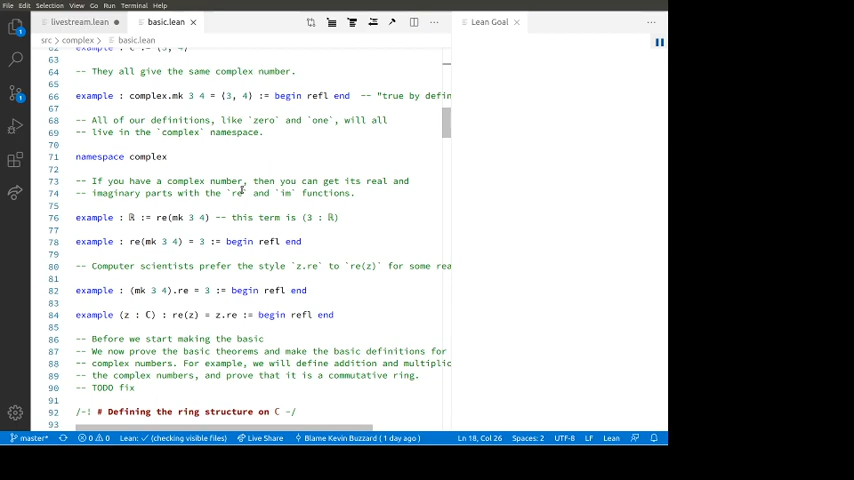 File Edit Selection View Go Run Terminal Help
livestream.lean basic.lean
Lean Goal
src complex basic.lean
62 example : ℂ := ⟨3, 4⟩
63
64 -- They all give the same complex number.
65
66 example : complex.mk 3 4 = ⟨3, 4⟩ := begin refl end -- "true by defin
67
68 -- All of our definitions, like `zero` and `one`, will all
69 -- live in the `complex` namespace.
70
71 namespace complex
72
73 -- If you have a complex number, then you can get its real and
74 -- imaginary parts with the `re` and `im` functions.
75
76 example : ℝ := re(mk 3 4) -- this term is (3 : ℝ)
77
78 example : re(mk 3 4) = 3 := begin refl end
79
80 -- Computer scientists prefer the style `z.re` to `re(z)` for some rea
81
82 example : (mk 3 4).re = 3 := begin refl end
83
84 example (z : ℂ) : re(z) = z.re := begin refl end
85
86 -- Before we start making the basic
87 -- We now prove the basic theorems and make the basic definitions for
88 -- complex numbers. For example, we will define addition and multiplic
89 -- the complex numbers, and prove that it is a commutative ring.
90 -- TODO fix
91
92 /-! # Defining the ring structure on ℂ -/
93
master* 0 0 Lean: (checking visible files) Live Share Blame Kevin Buzzard ( 1 day ago ) Ln 18, Col 26 Spaces: 2 UTF-8 LF Lean